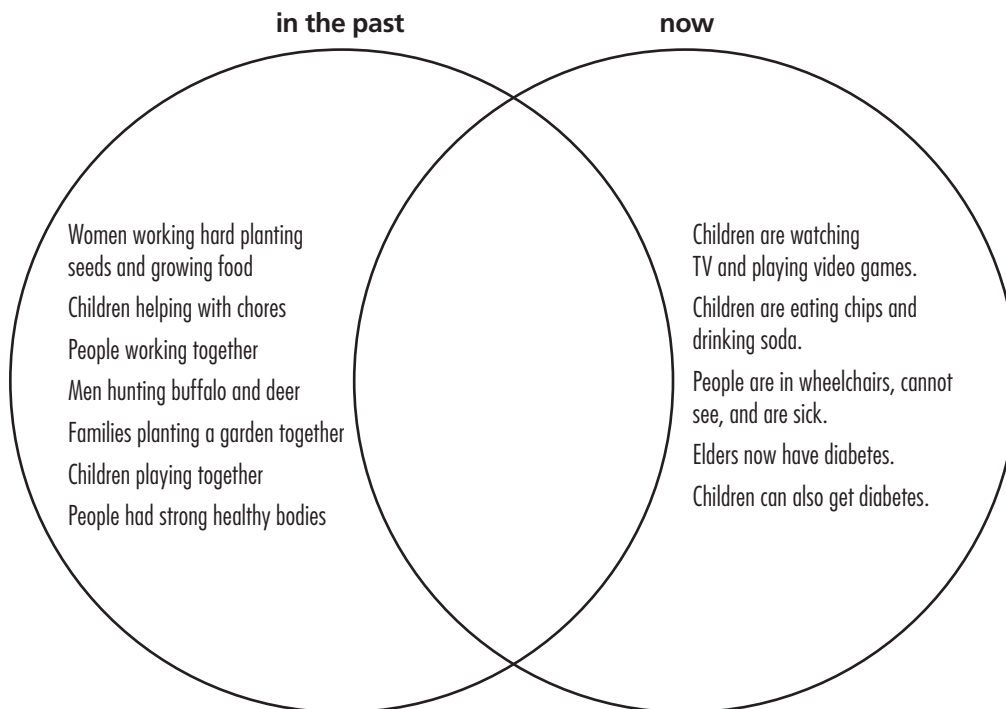 in the past
now
Women working hard planting
seeds and growing food
Children helping with chores
People working together
Men hunting buffalo and deer
Families planting a garden together
Children playing together
People had strong healthy bodies
Children are watching
TV and playing video games.
Children are eating chips and
drinking soda.
People are in wheelchairs, cannot
see, and are sick.
Elders now have diabetes.
Children can also get diabetes.